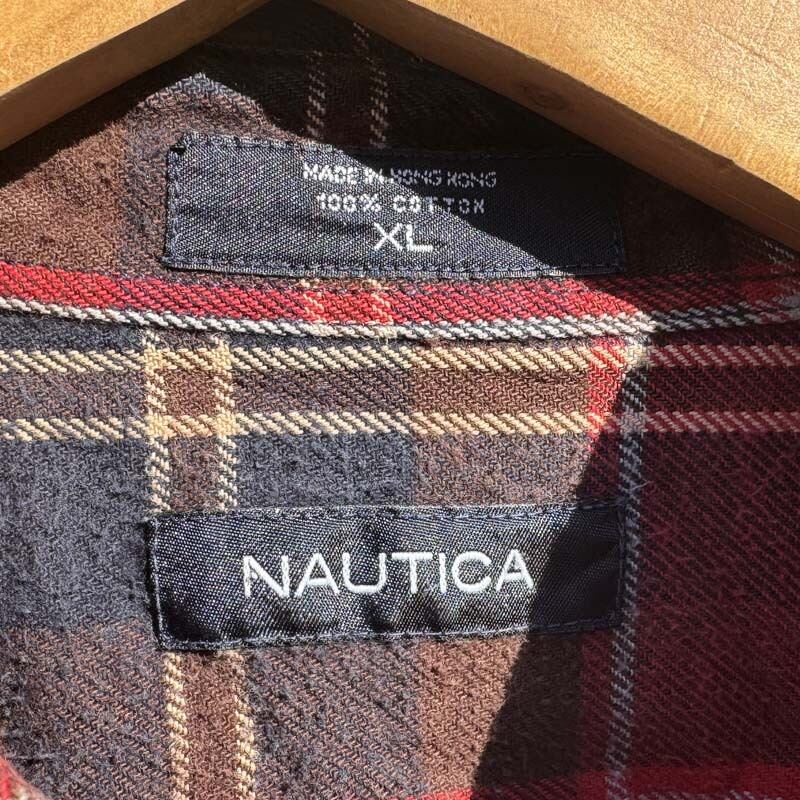 MADE IN HONG KONG
100% COTTON
XL
NAUTICA